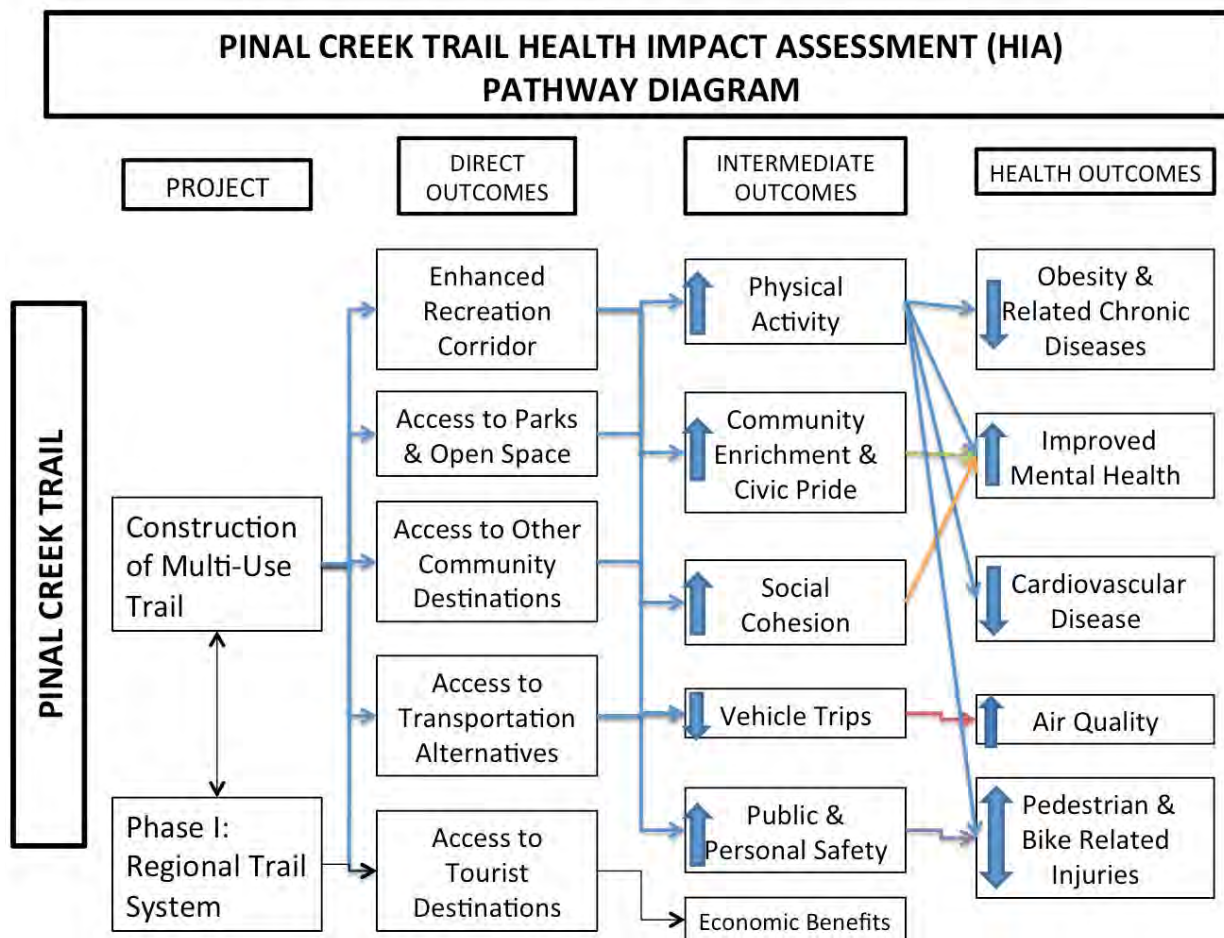 PINAL CREEK TRAIL HEALTH IMPACT ASSESSMENT (HIA)
PATHWAY DIAGRAM
PROJECT
DIRECT
OUTCOMES
INTERMEDIATE
OUTCOMES
HEALTH OUTCOMES
PINAL CREEK TRAIL
Construction
of Multi-Use
Trail
Phase I:
Regional Trail
System
Enhanced
Recreation
Corridor
Access to Parks
& Open Space
Access to Other
Community
Destinations
Access to
Transportation
Alternatives
Access to
Tourist
Destinations
Physical
Activity
Community
Enrichment &
Civic Pride
Social
Cohesion
Vehicle Trips
Public &
Personal Safety
Economic Benefits
Obesity &
Related Chronic
Diseases
Improved
Mental Health
Cardiovascular
Disease
Air Quality
Pedestrian &
Bike Related
Injuries